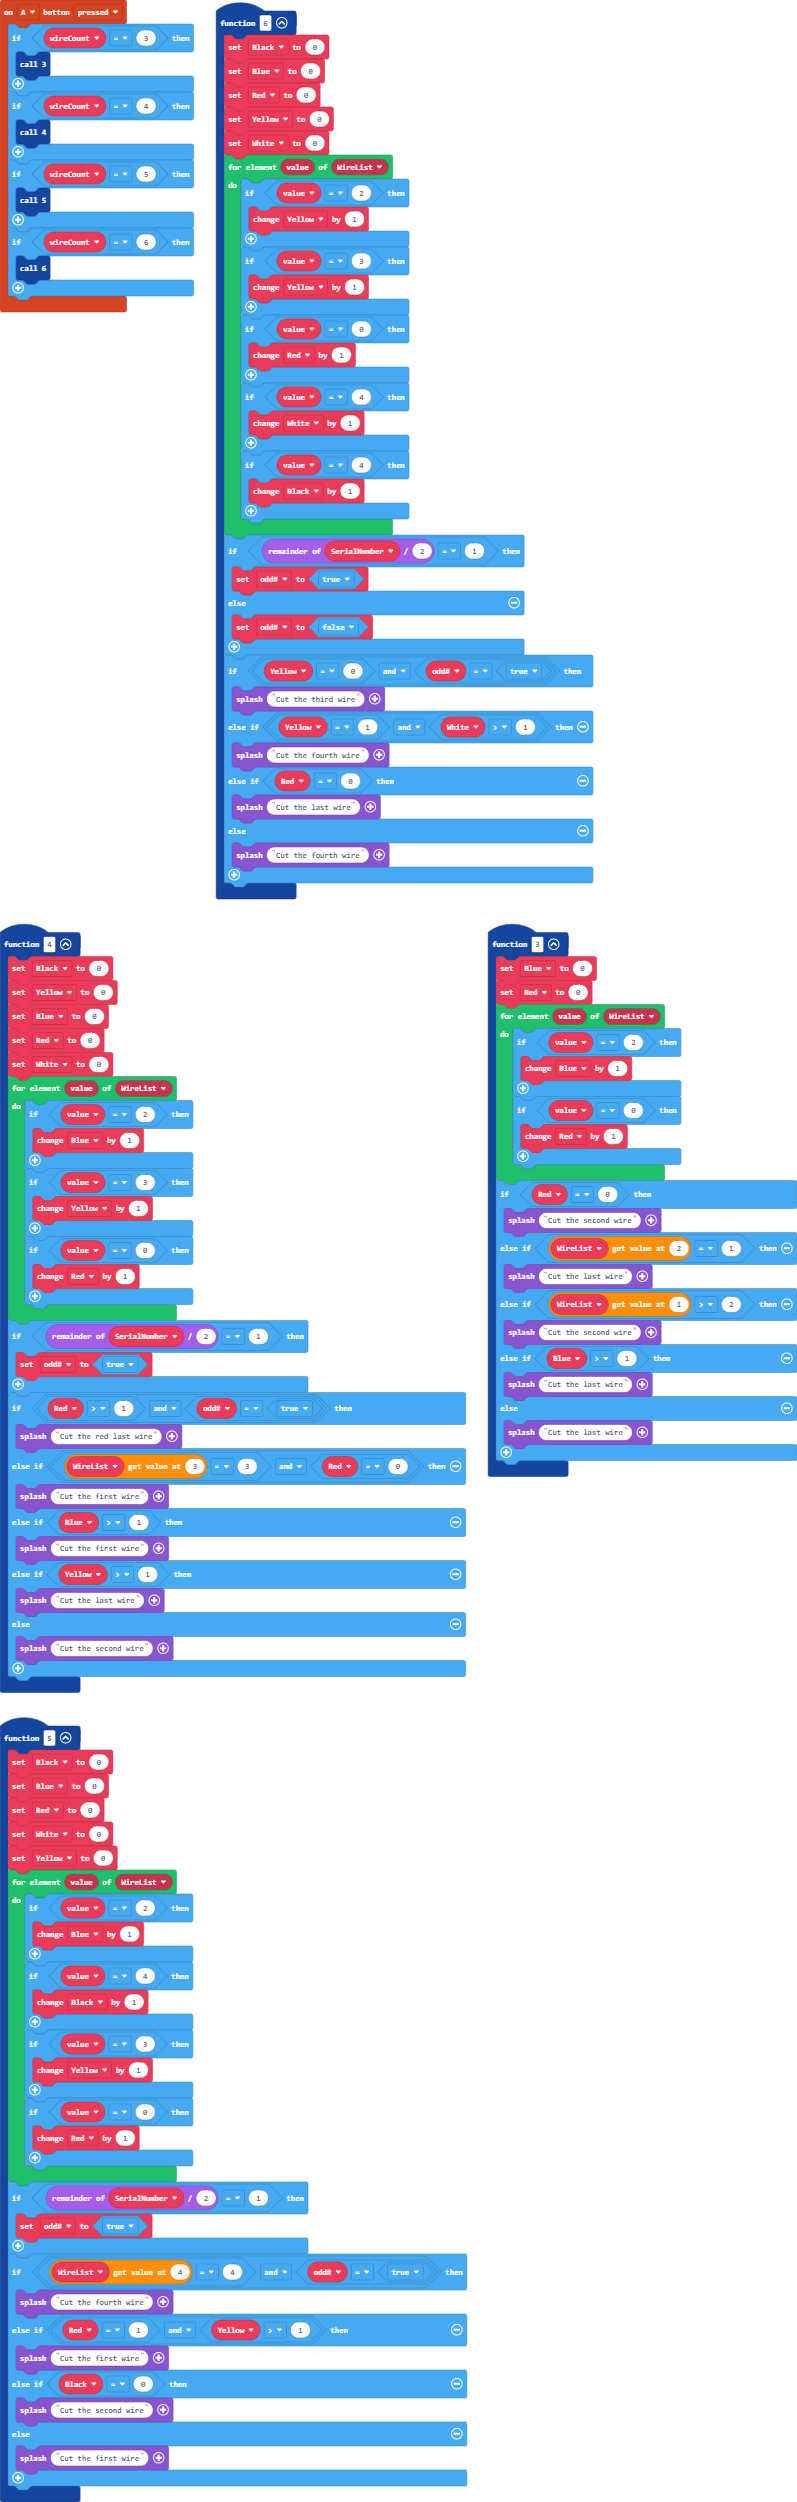 on A button pressed
if wireCount = 3 then
call 3
if wireCount = 4 then
call 4
if wireCount = 5 then
call 5
if wireCount = 6 then
call 6
function 6
set Black to 0
set Blue to 0
set Red to 0
set Yellow to 0
set White to 0
for element value of WireList
do
if value = 2 then
change Yellow by 1
if value = 3 then
change Yellow by 1
if value = 0 then
change Red by 1
if value = 4 then
change White by 1
if value = 4 then
change Black by 1
if remainder of SerialNumber / 2 = 1 then
set odd# to true
else
set odd# to false
if Yellow = 0 and odd# = true then
splash "Cut the third wire"
else if Yellow = 1 and White > 1 then
splash "Cut the fourth wire"
else if Red = 0 then
splash "Cut the last wire"
else
splash "Cut the fourth wire"
function 4
set Black to 0
set Yellow to 0
set Blue to 0
set Red to 0
set White to 0
for element value of WireList
do
if value = 2 then
change Blue by 1
if value = 3 then
change Yellow by 1
if value = 0 then
change Red by 1
if remainder of SerialNumber / 2 = 1 then
set odd# to true
if Red > 1 and odd# = true then
splash "Cut the red last wire"
else if WireList get value at 3 = 3 and Red = 0 then
splash "Cut the first wire"
else if Blue > 1 then
splash "Cut the first wire"
else if Yellow > 1 then
splash "Cut the last wire"
else
splash "Cut the second wire"
function 3
set Blue to 0
set Red to 0
for element value of WireList
do
if value = 2 then
change Blue by 1
if value = 0 then
change Red by 1
if Red = 0 then
splash "Cut the second wire"
else if WireList get value at 2 = 1 then
splash "Cut the last wire"
else if WireList get value at 1 > 2 then
splash "Cut the second wire"
else if Blue > 1 then
splash "Cut the last wire"
else
splash "Cut the last wire"
function 5
set Black to 0
set Blue to 0
set Red to 0
set White to 0
set Yellow to 0
for element value of WireList
do
if value = 2 then
change Blue by 1
if value = 4 then
change Black by 1
if value = 3 then
change Yellow by 1
if value = 0 then
change Red by 1
if remainder of SerialNumber / 2 = 1 then
set odd# to true
if WireList get value at 4 = 4 and odd# = true then
splash "Cut the fourth wire"
else if Red = 1 and Yellow > 1 then
splash "Cut the first wire"
else if Black = 0 then
splash "Cut the second wire"
else
splash "Cut the first wire"